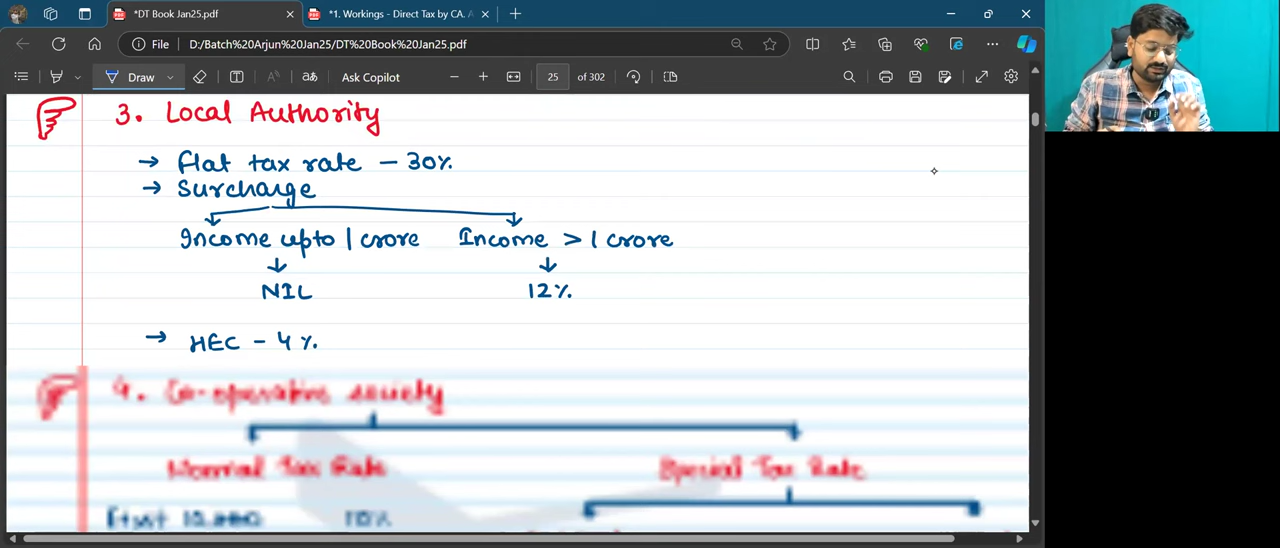 *DT Book Jan25.pdf
*1. Workings - Direct Tax by CA. A
File
D:/Batch%20Arjun%20Jan25/DT%20Book%20Jan25.pdf
Draw
aあ
Ask Copilot
25 of 302
3. Local Authority
→ Flat tax rate - 30%
→ Surcharge
Income upto 1 crore Income > 1 crore
NIL 12%
→ HEC - 4%
4. Co-operative society
Normal Tax Rate Special Tax Rate
First 10,000 10%